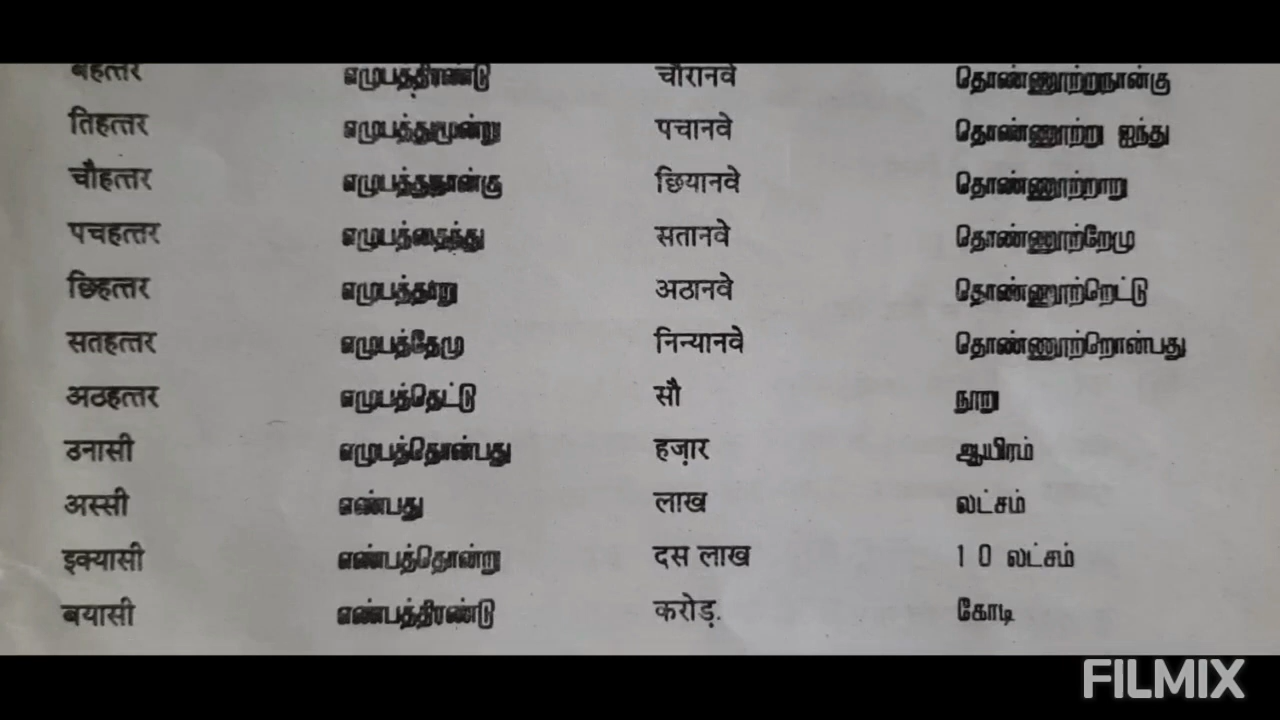 बहत्तर எழுபத்திரண்டு चौरानवे தொண்ணூற்றுநான்கு
तिहत्तर எழுபத்துமூன்று पचानवे தொண்ணூற்று ஐந்து
चौहत्तर எழுபத்துநான்கு छियानवे தொண்ணூற்றாறு
पचहत्तर எழுபத்தைந்து सतानवे தொண்ணூற்றேழு
छिहत्तर எழுபத்தாறு अठानवे தொண்ணூற்றெட்டு
सतहत्तर எழுபத்தேழு निन्यानवे தொண்ணூற்றொன்பது
अठहत्तर எழுபத்தெட்டு सौ நூறு
उनासी எழுபத்தொன்பது हज़ार ஆயிரம்
अस्सी எண்பது लाख லட்சம்
इक्यासी எண்பத்தொன்று दस लाख 10 லட்சம்
बयासी எண்பத்திரண்டு करोड़. கோடி
FILMIX